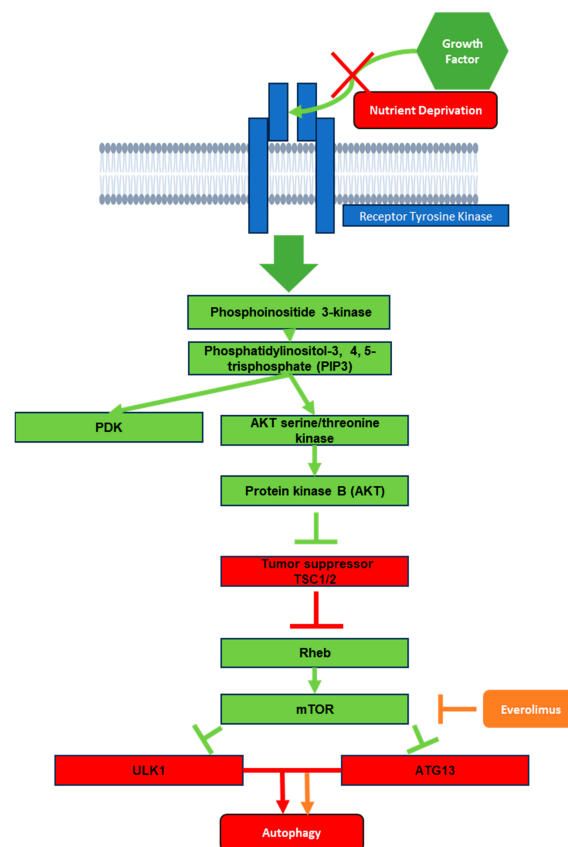 Growth
Factor
Nutrient Deprivation
Receptor Tyrosine Kinase
Phosphoinositide 3-kinase
Phosphatidylinositol-3, 4, 5-
trisphosphate (PIP3)
PDK
AKT serine/threonine
kinase
Protein kinase B (AKT)
Tumor suppressor
TSC1/2
Rheb
mTOR
Everolimus
ULK1
ATG13
Autophagy